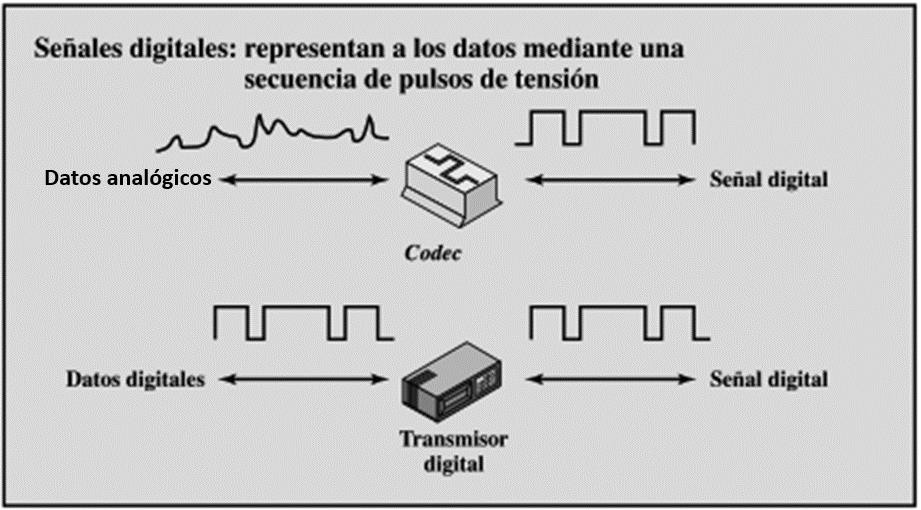 Señales digitales: representan a los datos mediante una
secuencia de pulsos de tensión
Datos analógicos
Señal digital
Codec
Datos digitales
Señal digital
Transmisor
digital